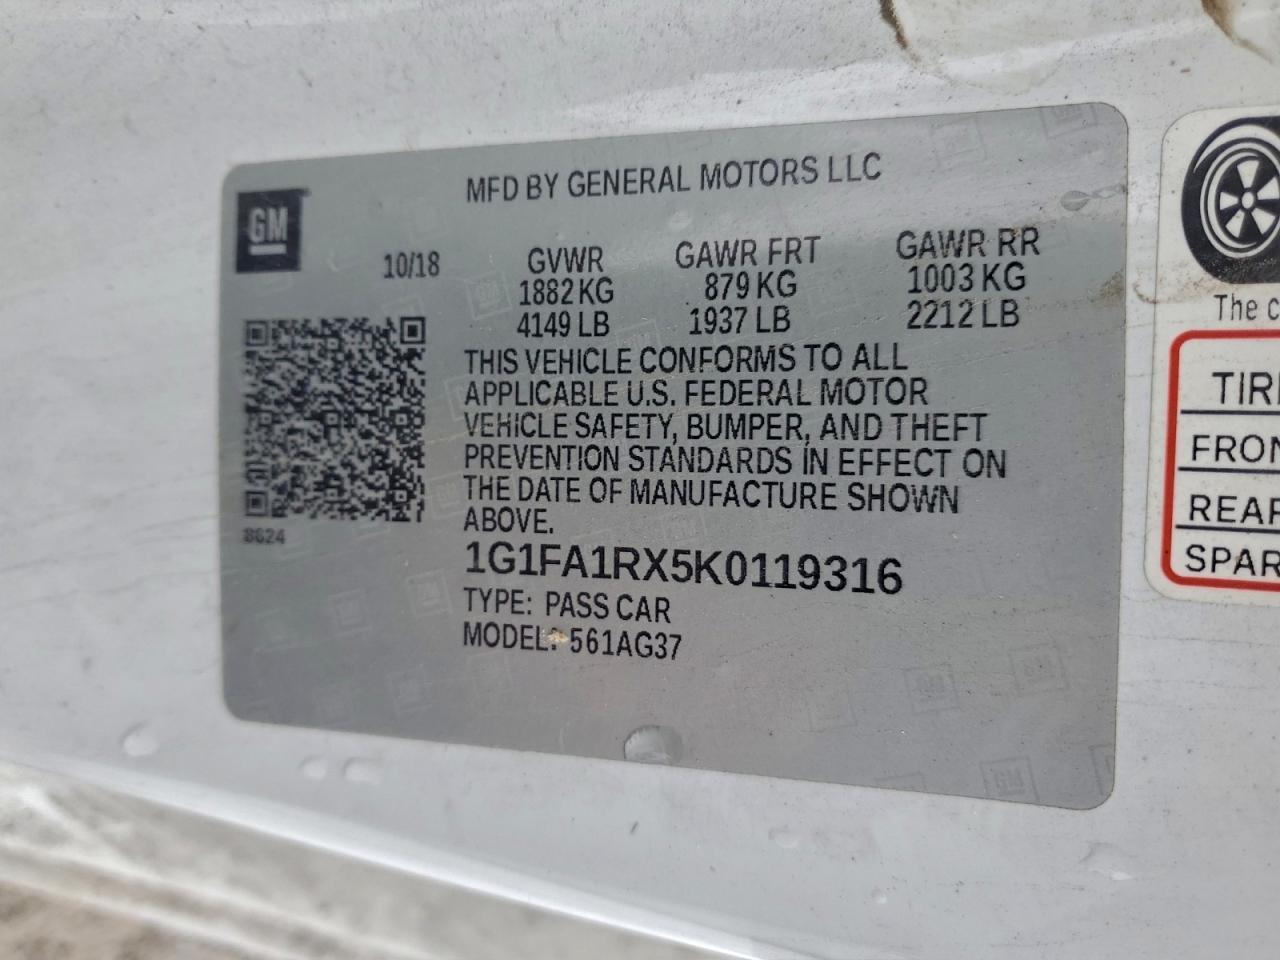 GM
MFD BY GENERAL MOTORS LLC
10/18
GVWR GAWR FRT GAWR RR
1882 KG 879 KG 1003 KG
4149 LB 1937 LB 2212 LB
THIS VEHICLE CONFORMS TO ALL
APPLICABLE U.S. FEDERAL MOTOR
VEHICLE SAFETY, BUMPER, AND THEFT
PREVENTION STANDARDS IN EFFECT ON
THE DATE OF MANUFACTURE SHOWN
ABOVE.
8624
1G1FA1RX5K0119316
TYPE: PASS CAR
MODEL: 561AG37
The c
TIR
FRON
REAR
SPAR